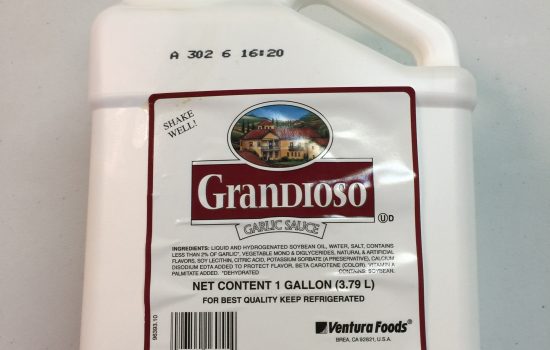 A 302 6 16:20
SHAKE
WELL!
GRANDIOSO
GARLIC SAUCE
UD
INGREDIENTS: LIQUID AND HYDROGENATED SOYBEAN OIL, WATER, SALT, CONTAINS
LESS THAN 2% OF GARLIC*, VEGETABLE MONO & DIGLYCERIDES, NATURAL & ARTIFICIAL
FLAVORS, SOY LECITHIN, CITRIC ACID, POTASSIUM SORBATE (A PRESERVATIVE), CALCIUM
DISODIUM EDTA ADDED TO PROTECT FLAVOR, BETA CAROTENE (COLOR), VITAMIN A
PALMITATE ADDED. *DEHYDRATED CONTAINS: SOYBEAN.
NET CONTENT 1 GALLON (3.79 L)
FOR BEST QUALITY KEEP REFRIGERATED
96393.10
Ventura Foods®
BREA, CA 92821, U.S.A.